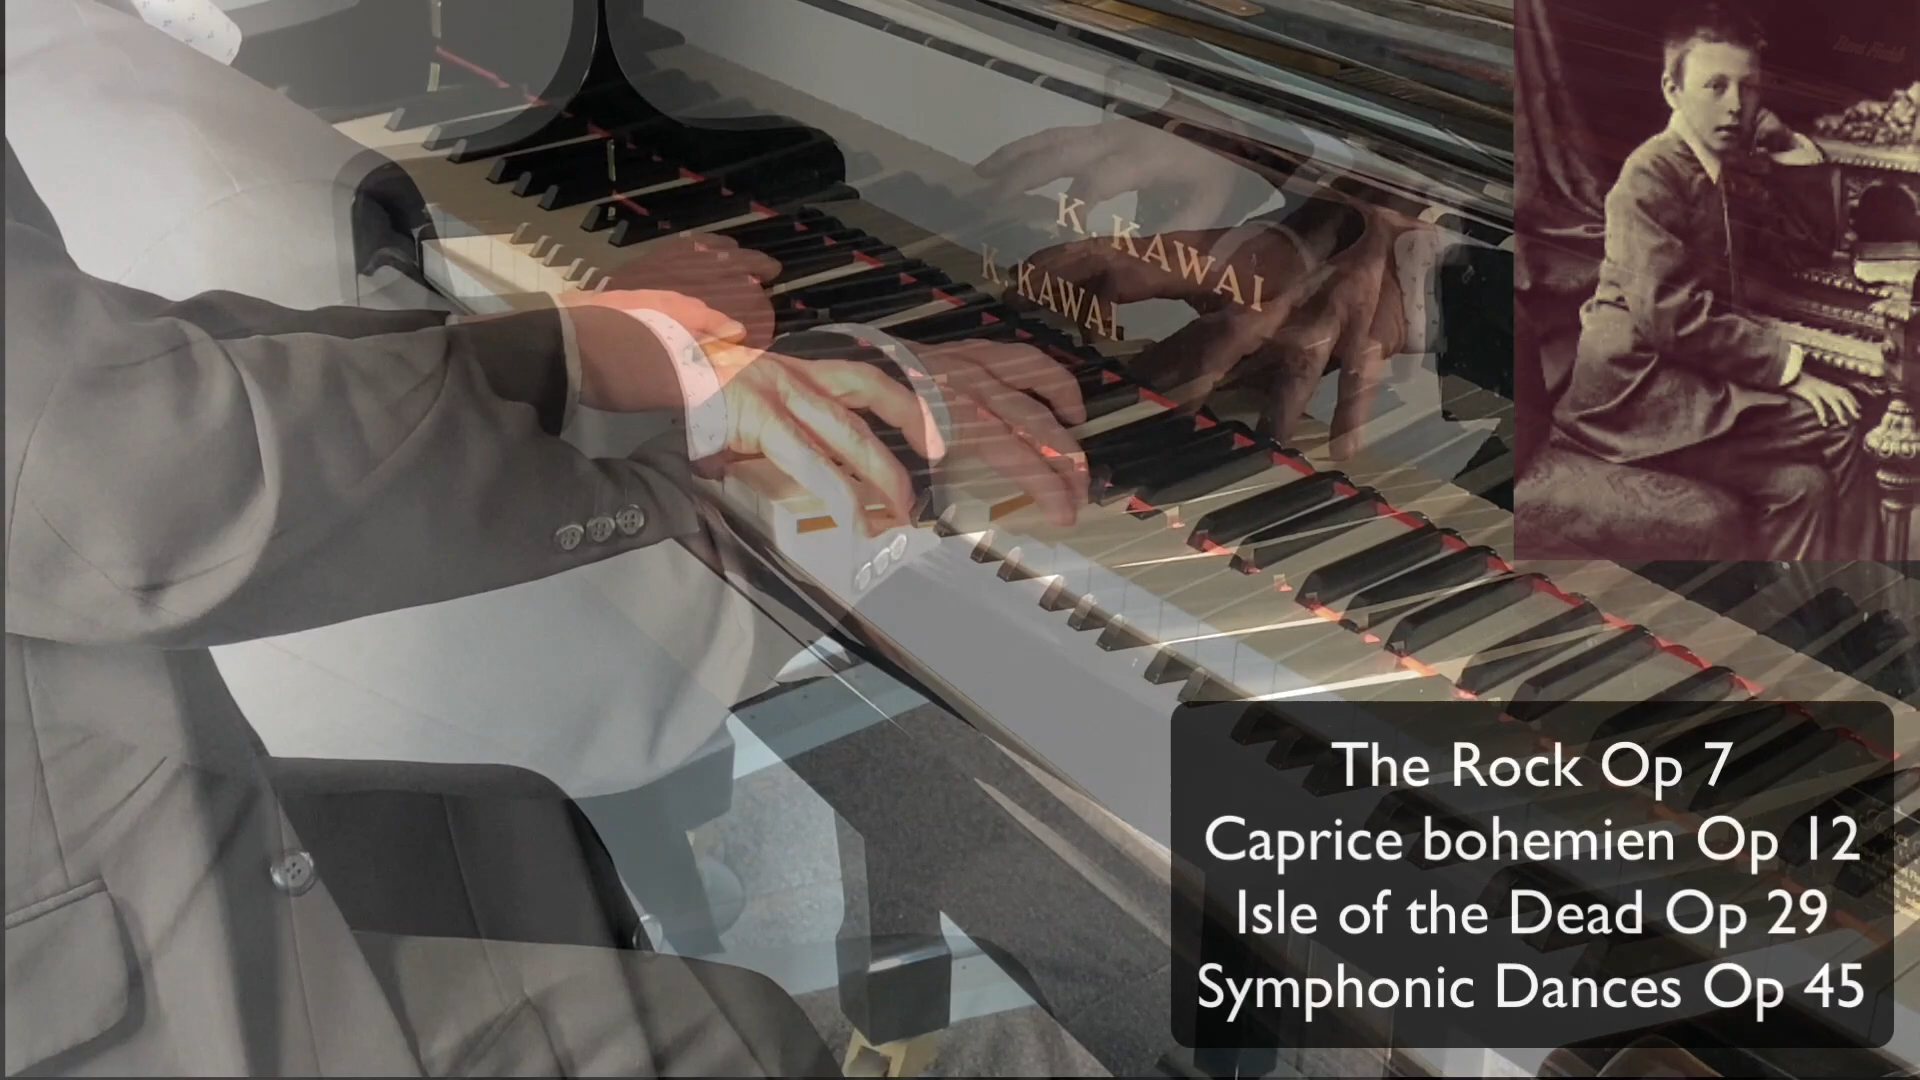 K. KAWAI
K. KAWAI
The Rock Op 7
Caprice bohemien Op 12
Isle of the Dead Op 29
Symphonic Dances Op 45